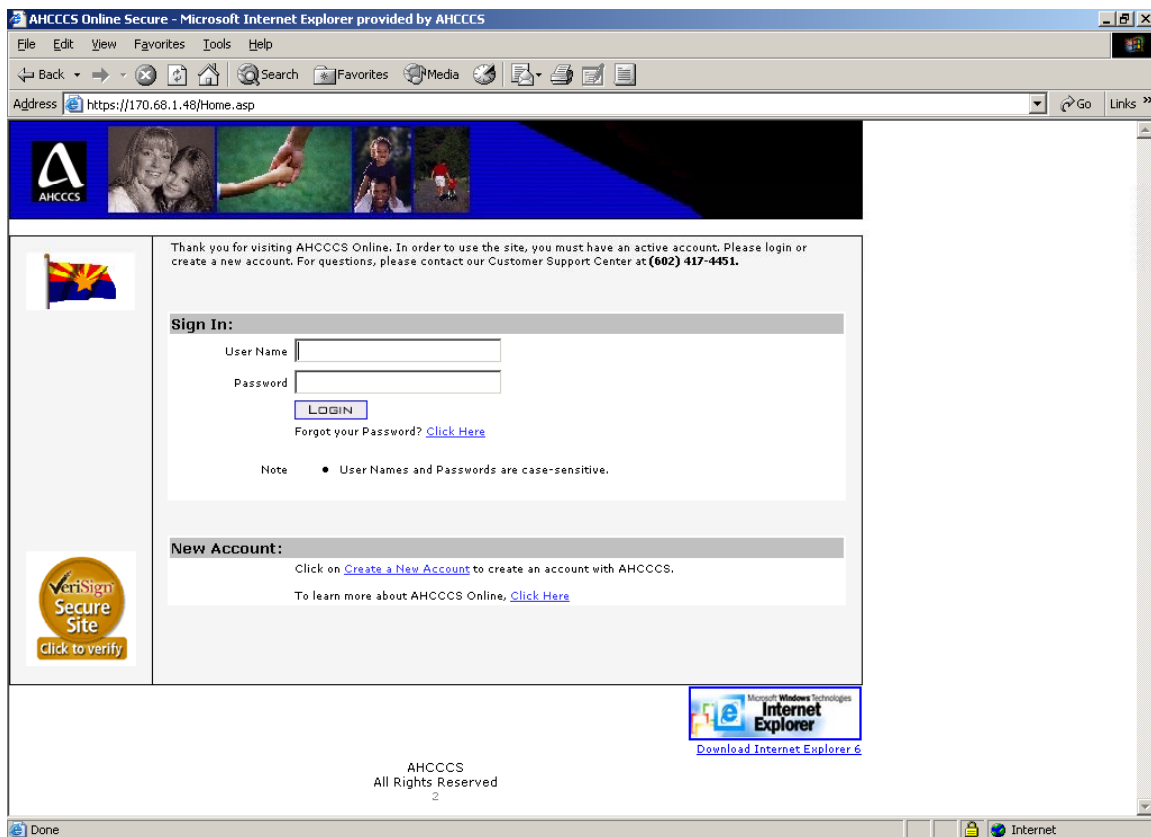 AHCCCS Online Secure - Microsoft Internet Explorer provided by AHCCCS
File Edit View Favorites Tools Help
Back Search Favorites Media
Address https://170.68.1.48/Home.asp Go Links »
AHCCCS
Thank you for visiting AHCCCS Online. In order to use the site, you must have an active account. Please login or
create a new account. For questions, please contact our Customer Support Center at (602) 417-4451.
Sign In:
User Name
Password
LOGIN
Forgot your Password? Click Here
Note • User Names and Passwords are case-sensitive.
New Account:
Click on Create a New Account to create an account with AHCCCS.
To learn more about AHCCCS Online, Click Here
VeriSign
Secure
Site
Click to verify
Microsoft Windows Technologies
Internet
Explorer
Download Internet Explorer 6
AHCCCS
All Rights Reserved
2
Done Internet